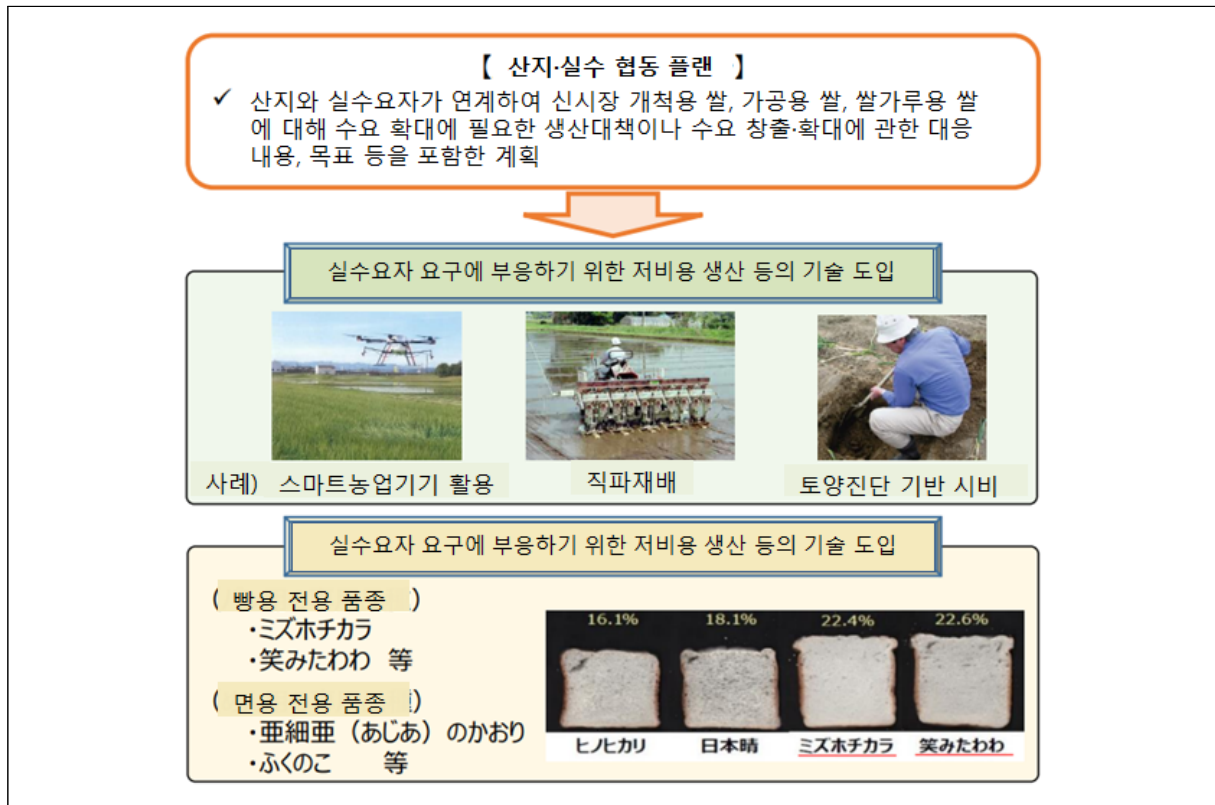 【 산지·실수 협동 플랜 】
✓ 산지와 실수요자가 연계하여 신시장 개척용 쌀, 가공용 쌀, 쌀가루용 쌀
에 대해 수요 확대에 필요한 생산대책이나 수요 창출·확대에 관한 대응
내용, 목표 등을 포함한 계획
실수요자 요구에 부응하기 위한 저비용 생산 등의 기술 도입
사례) 스마트농업기기 활용
직파재배
토양진단 기반 시비
실수요자 요구에 부응하기 위한 저비용 생산 등의 기술 도입
( 빵용 전용 품종 )
・ミズホチカラ
・笑みたわわ 等
( 면용 전용 품종 )
・亜細亜（あじあ）のかおり
・ふくのこ 等
16.1% 18.1% 22.4% 22.6%
ヒノヒカリ 日本晴 ミズホチカラ 笑みたわわ